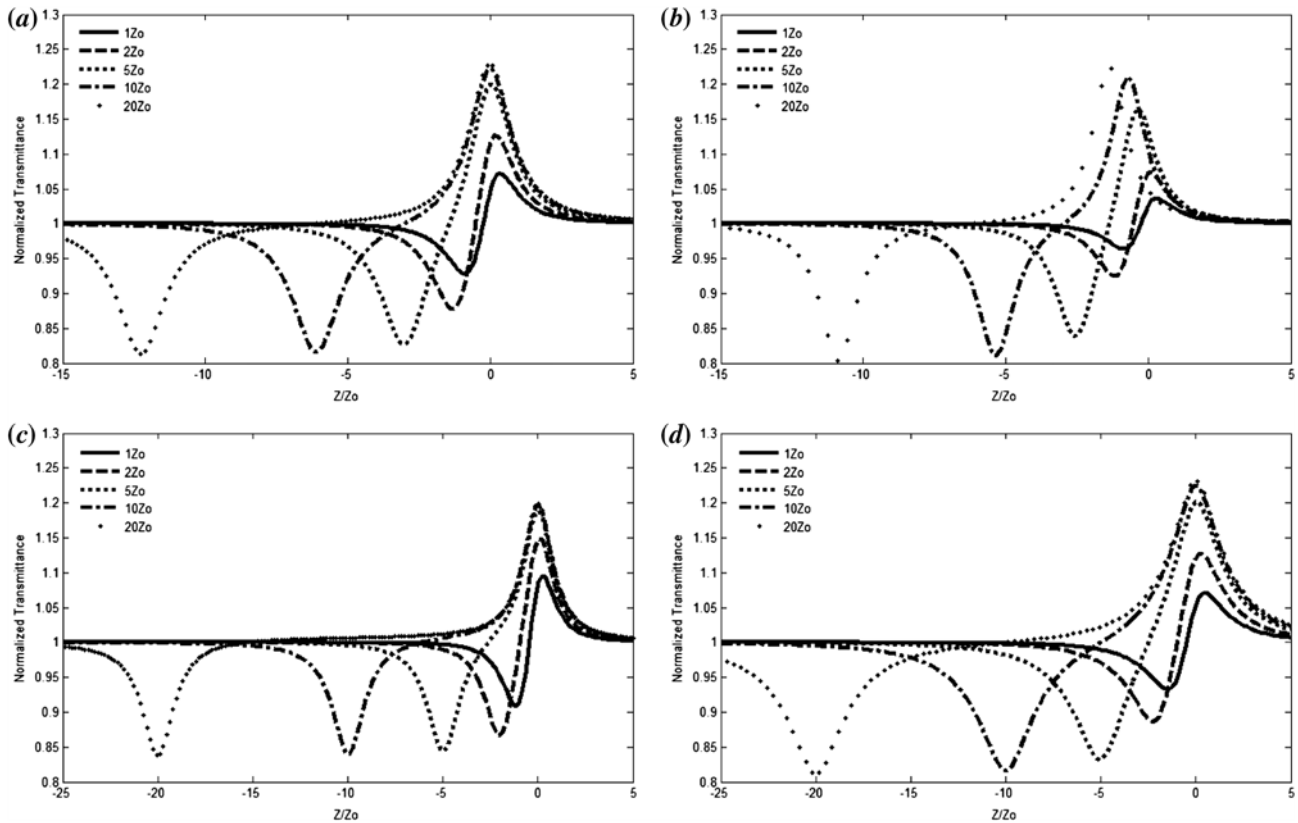 (a)
1.3
1.25
1.2
1.15
1.1
1.05
1
0.95
0.9
0.85
0.8
Normalized Transmittance
1Zo
2Zo
5Zo
10Zo
20Zo
-15
-10
-5
0
5
Z/Zo
(b)
1.3
1.25
1.2
1.15
1.1
1.05
1
0.95
0.9
0.85
0.8
Normalized Transmittance
1Zo
2Zo
5Zo
10Zo
20Zo
-15
-10
-5
0
5
Z/Zo
(c)
1.3
1.25
1.2
1.15
1.1
1.05
1
0.95
0.9
0.85
0.8
Normalized Transmittance
1Zo
2Zo
5Zo
10Zo
20Zo
-25
-20
-15
-10
-5
0
5
Z/Zo
(d)
1.3
1.25
1.2
1.15
1.1
1.05
1
0.95
0.9
0.85
0.8
Normalized Transmittance
1Zo
2Zo
5Zo
10Zo
20Zo
-25
-20
-15
-10
-5
0
5
Z/Zo